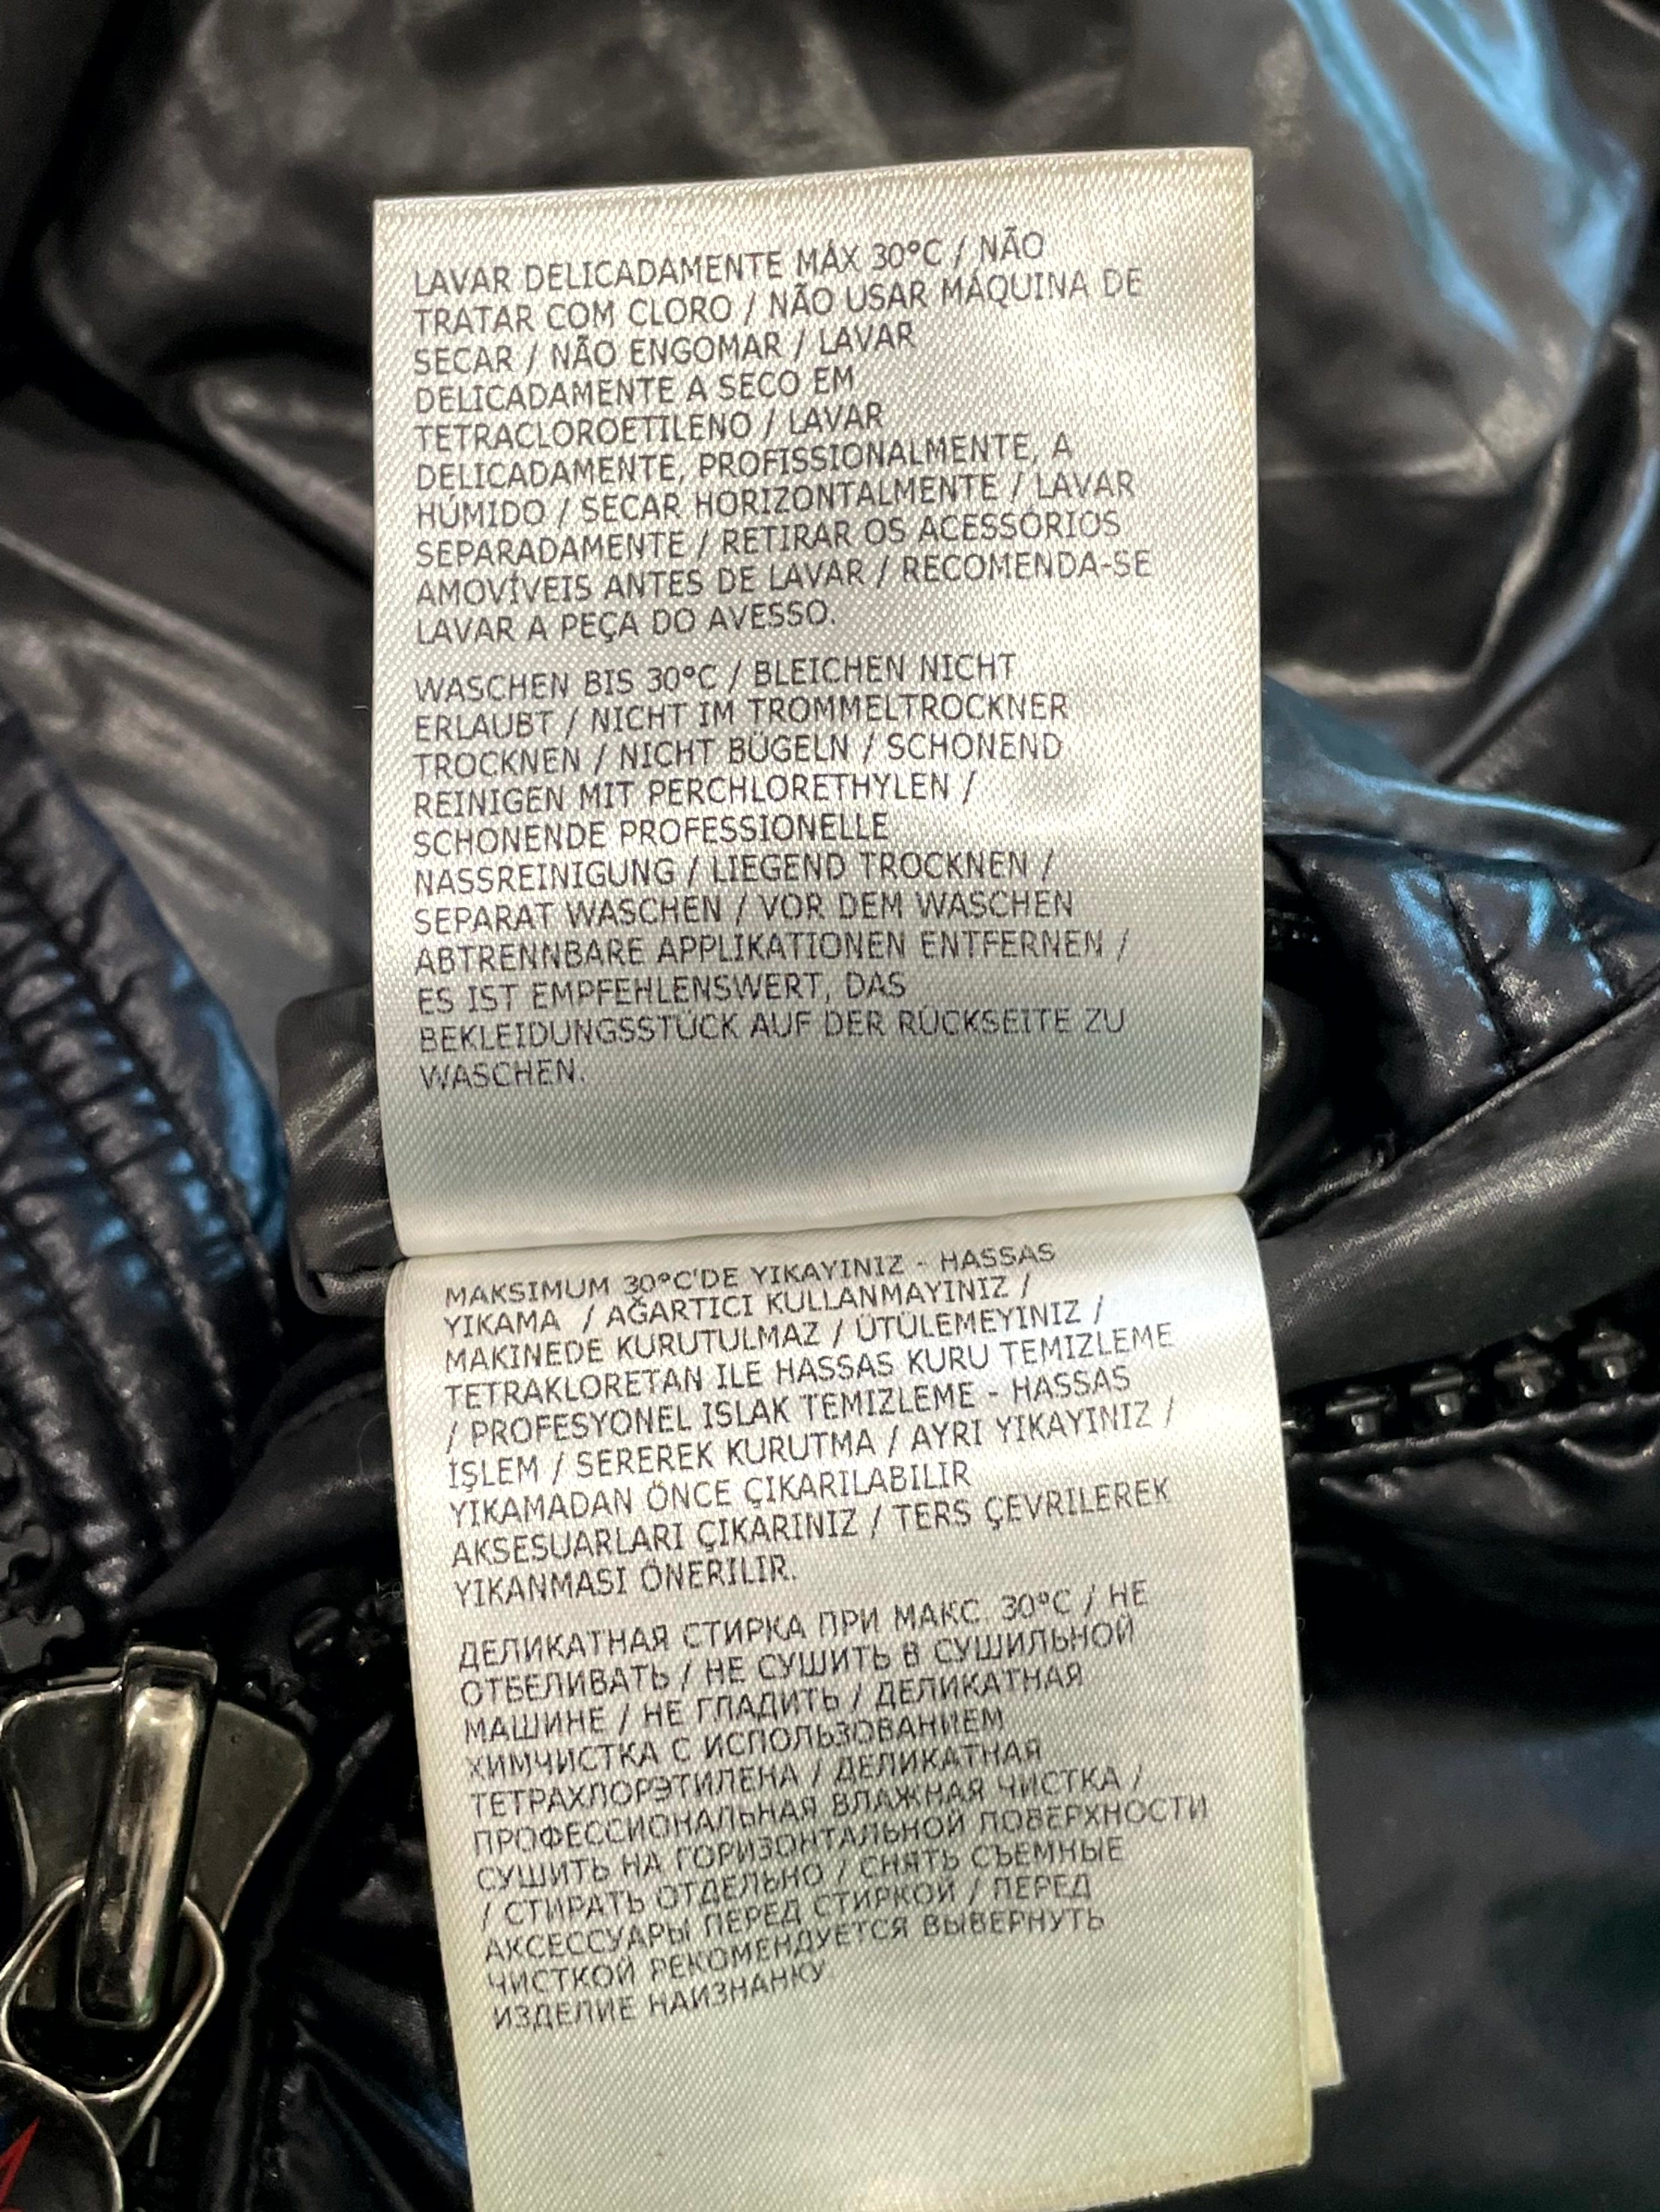 LAVAR DELICADAMENTE MÁX 30°C / NÃO
TRATAR COM CLORO / NÃO USAR MÁQUINA DE
SECAR / NÃO ENGOMAR / LAVAR
DELICADAMENTE A SECO EM
TETRACLOROETILENO / LAVAR
DELICADAMENTE, PROFISSIONALMENTE, A
HÚMIDO / SECAR HORIZONTALMENTE / LAVAR
SEPARADAMENTE / RETIRAR OS ACESSÓRIOS
AMOVÍVEIS ANTES DE LAVAR / RECOMENDA-SE
LAVAR A PEÇA DO AVESSO.
WASCHEN BIS 30°C / BLEICHEN NICHT
ERLAUBT / NICHT IM TROMMELTROCKNER
TROCKNEN / NICHT BÜGELN / SCHONEND
REINIGEN MIT PERCHLORETHYLEN /
SCHONENDE PROFESSIONELLE
NASSREINIGUNG / LIEGEND TROCKNEN /
SEPARAT WASCHEN / VOR DEM WASCHEN
ABTRENNBARE APPLIKATIONEN ENTFERNEN /
ES IST EMPFEHLENSWERT, DAS
BEKLEIDUNGSSTÜCK AUF DER RÜCKSEITE ZU
WASCHEN.
MAKSIMUM 30°C'DE YIKAYINIZ - HASSAS
YIKAMA / AĞARTICI KULLANMAYINIZ /
MAKINEDE KURUTULMAZ / ÜTÜLEMEYINIZ /
TETRAKLORETAN ILE HASSAS KURU TEMIZLEME
/ PROFESYONEL ISLAK TEMIZLEME - HASSAS
IŞLEM / SEREREK KURUTMA / AYRI YIKAYINIZ /
YIKAMADAN ÖNCE ÇIKARILABILIR
AKSESUARLARI ÇIKARINIZ / TERS ÇEVRILEREK
YIKANMASI ÖNERILIR.
ДЕЛИКАТНАЯ СТИРКА ПРИ МАКС. 30°C / НЕ
ОТБЕЛИВАТЬ / НЕ СУШИТЬ В СУШИЛЬНОЙ
МАШИНЕ / НЕ ГЛАДИТЬ / ДЕЛИКАТНАЯ
ХИМЧИСТКА С ИСПОЛЬЗОВАНИЕМ
ТЕТРАХЛОРЭТИЛЕНА / ДЕЛИКАТНАЯ
ПРОФЕССИОНАЛЬНАЯ ВЛАЖНАЯ ЧИСТКА /
СУШИТЬ НА ГОРИЗОНТАЛЬНОЙ ПОВЕРХНОСТИ
/ СТИРАТЬ ОТДЕЛЬНО / СНЯТЬ СЪЕМНЫЕ
АКСЕССУАРЫ ПЕРЕД СТИРКОЙ / ПЕРЕД
ЧИСТКОЙ РЕКОМЕНДУЕТСЯ ВЫВЕРНУТЬ
ИЗДЕЛИЕ НАИЗНАНКУ